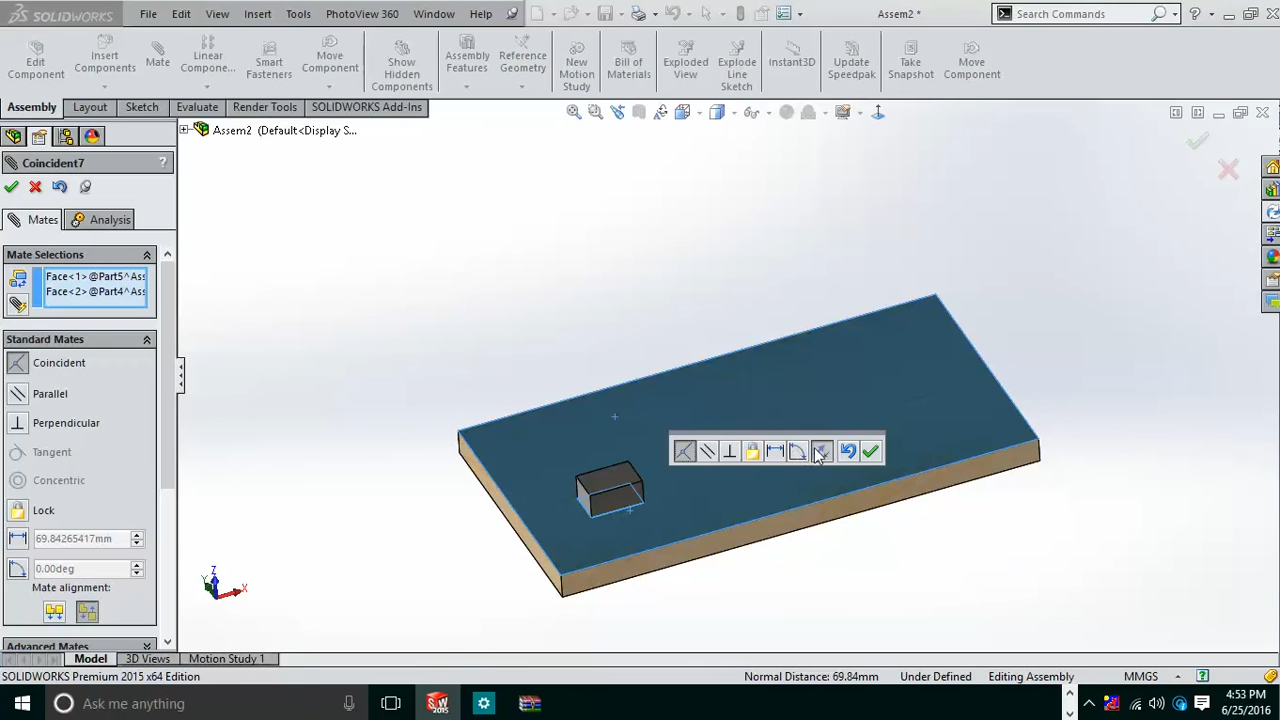 SOLIDWORKS
File Edit View Insert Tools PhotoView 360 Window Help
Assem2 *
Search Commands
Edit Component
Insert Components
Mate
Linear Compone...
Smart Fasteners
Move Component
Show Hidden Components
Assembly Features
Reference Geometry
New Motion Study
Bill of Materials
Exploded View
Explode Line Sketch
Instant3D
Update Speedpak
Take Snapshot
Move Component
Assembly Layout Sketch Evaluate Render Tools SOLIDWORKS Add-Ins
Assem2 (Default<Display S...
Coincident7
?
Mates Analysis
Mate Selections
Face<1> @Part5^Ass
Face<2> @Part4^Ass
Standard Mates
Coincident
Parallel
Perpendicular
Tangent
Concentric
Lock
69.84265417mm
0.00deg
Mate alignment:
Advanced Mates
Z
Y
X
Model 3D Views Motion Study 1
SOLIDWORKS Premium 2015 x64 Edition
Normal Distance: 69.84mm Under Defined Editing Assembly MMGS
Ask me anything
SW
2015
4:53 PM
6/25/2016